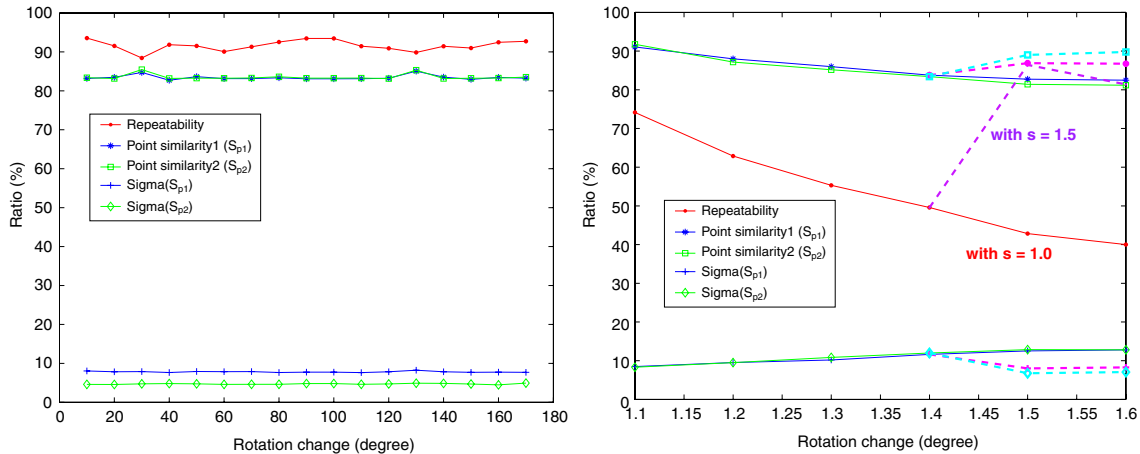 100
90
80
70
60
50
40
30
20
10
0
Ratio (%)
Repeatability
Point similarity1 (Sp1)
Point similarity2 (Sp2)
Sigma(Sp1)
Sigma(Sp2)
0 20 40 60 80 100 120 140 160 180
Rotation change (degree)
100
90
80
70
60
50
40
30
20
10
0
Ratio (%)
with s = 1.5
with s = 1.0
Repeatability
Point similarity1 (Sp1)
Point similarity2 (Sp2)
Sigma(Sp1)
Sigma(Sp2)
1.1 1.15 1.2 1.25 1.3 1.35 1.4 1.45 1.5 1.55 1.6
Rotation change (degree)